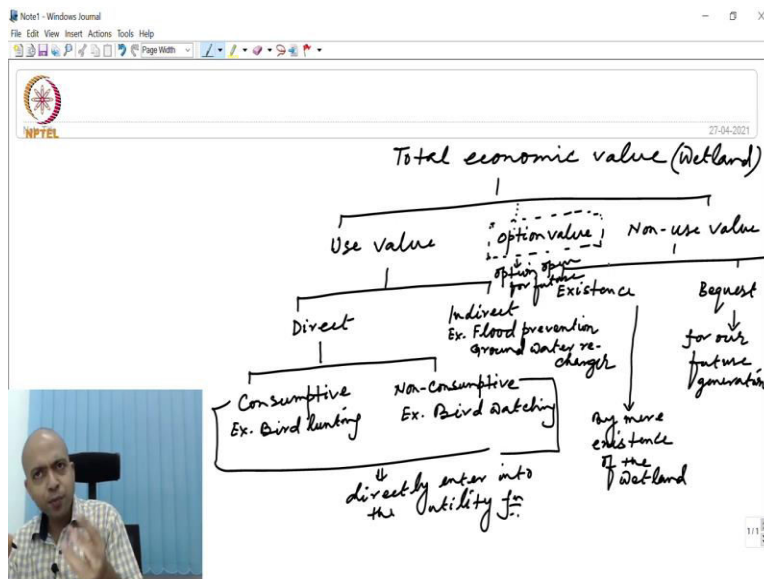 Note1 - Windows Journal
File Edit View Insert Actions Tools Help
Page Width
NPTEL
27-04-2021
Total economic value (Wetland)
Use value
option value
Non-use value
option open
for future
Existence
Bequest
Direct
Indirect
Ex. Flood prevention
Ground water re-
charger
for our
future
generation
Consumptive
Ex. Bird hunting
Non-Consumptive
Ex. Bird watching
By mere
existence
of the
Wetland
directly enter into
the utility fn
1/1